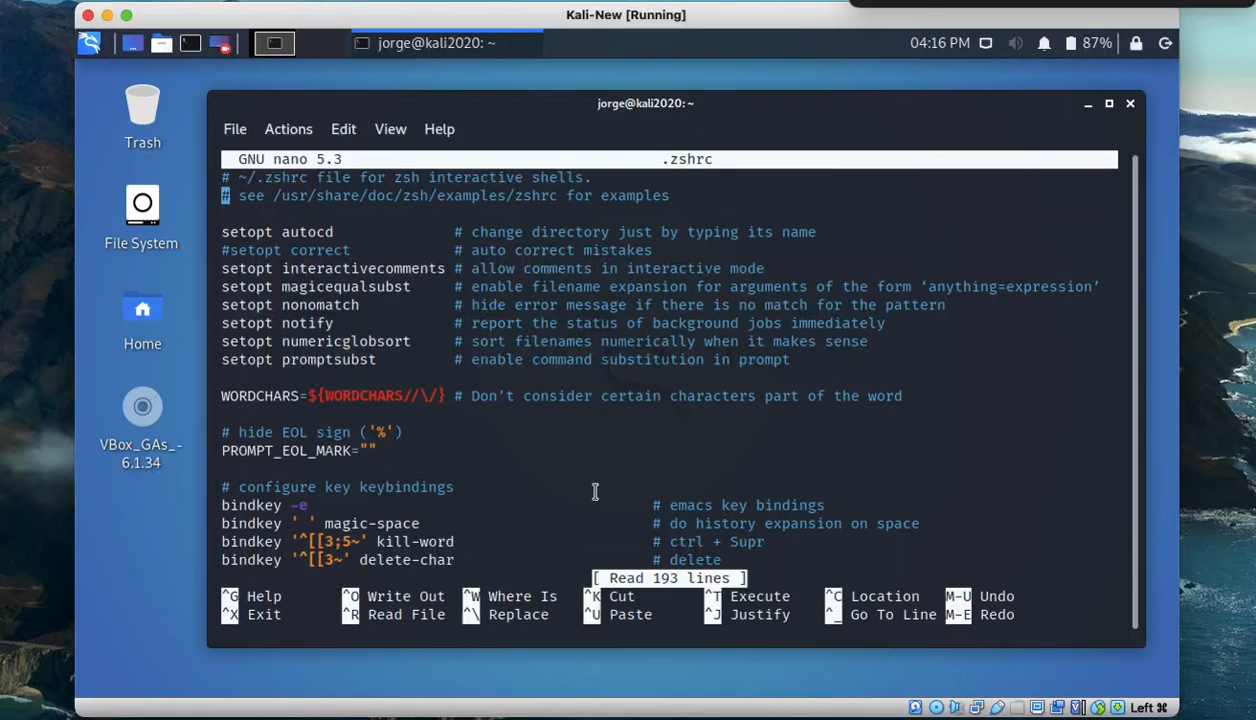 Kali-New [Running]
jorge@kali2020: ~
04:16 PM
87%
Trash
File System
Home
VBox_GAs_-
6.1.34
jorge@kali2020:~
File Actions Edit View Help
GNU nano 5.3 .zshrc
# ~/.zshrc file for zsh interactive shells.
# see /usr/share/doc/zsh/examples/zshrc for examples
setopt autocd # change directory just by typing its name
#setopt correct # auto correct mistakes
setopt interactivecomments # allow comments in interactive mode
setopt magicequalsubst # enable filename expansion for arguments of the form ‘anything=expression’
setopt nonomatch # hide error message if there is no match for the pattern
setopt notify # report the status of background jobs immediately
setopt numericglobsort # sort filenames numerically when it makes sense
setopt promptsubst # enable command substitution in prompt
WORDCHARS=${WORDCHARS//\/} # Don't consider certain characters part of the word
# hide EOL sign ('%')
PROMPT_EOL_MARK=""
# configure key keybindings
bindkey -e # emacs key bindings
bindkey ' ' magic-space # do history expansion on space
bindkey '^[[3;5~' kill-word # ctrl + Supr
bindkey '^[[3~' delete-char # delete
[ Read 193 lines ]
^G Help ^O Write Out ^W Where Is ^K Cut ^T Execute ^C Location M-U Undo
^X Exit ^R Read File ^\ Replace ^U Paste ^J Justify ^_ Go To Line M-E Redo
Left ⌘